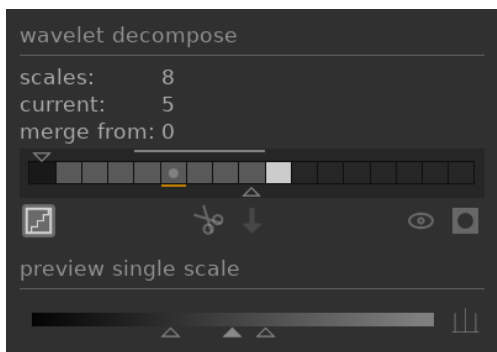 wavelet decompose
scales: 8
current: 5
merge from: 0
preview single scale